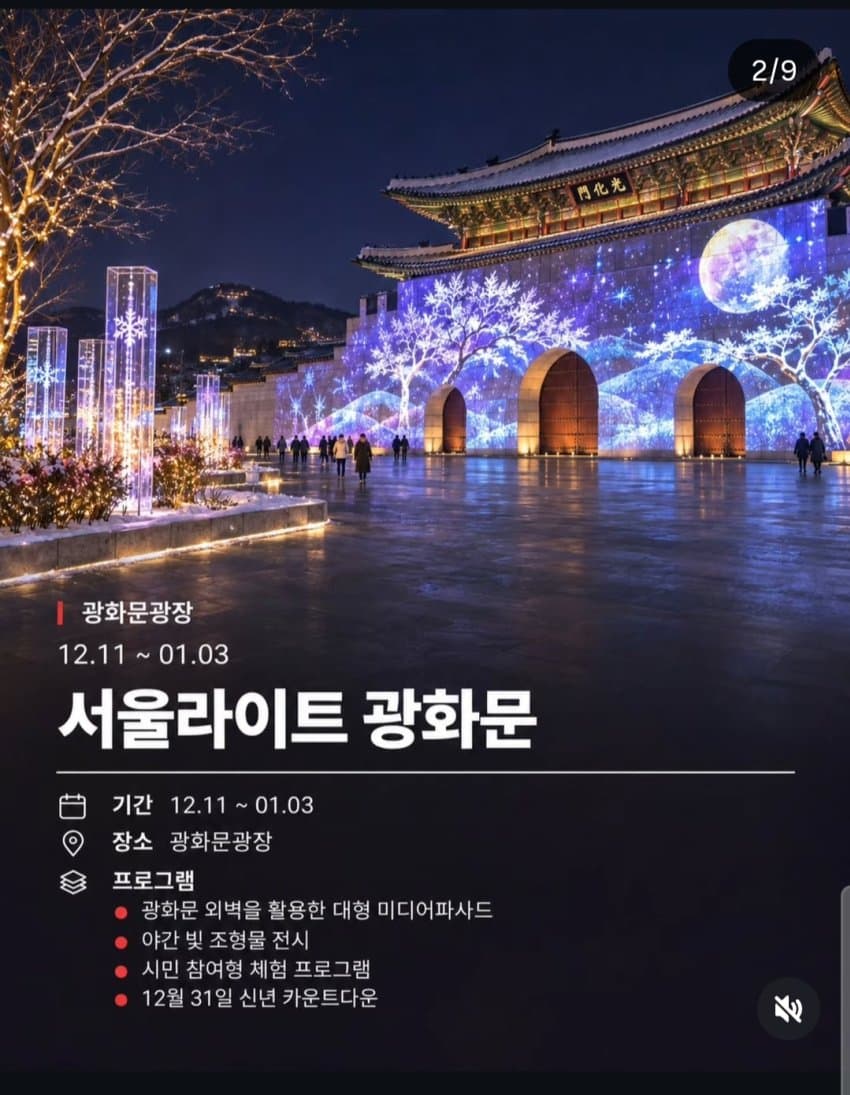 2/9
門化光
광화문광장
12.11 ~ 01.03
서울라이트 광화문
기간 12.11 ~ 01.03
장소 광화문광장
프로그램
광화문 외벽을 활용한 대형 미디어파사드
야간 빛 조형물 전시
시민 참여형 체험 프로그램
12월 31일 신년 카운트다운